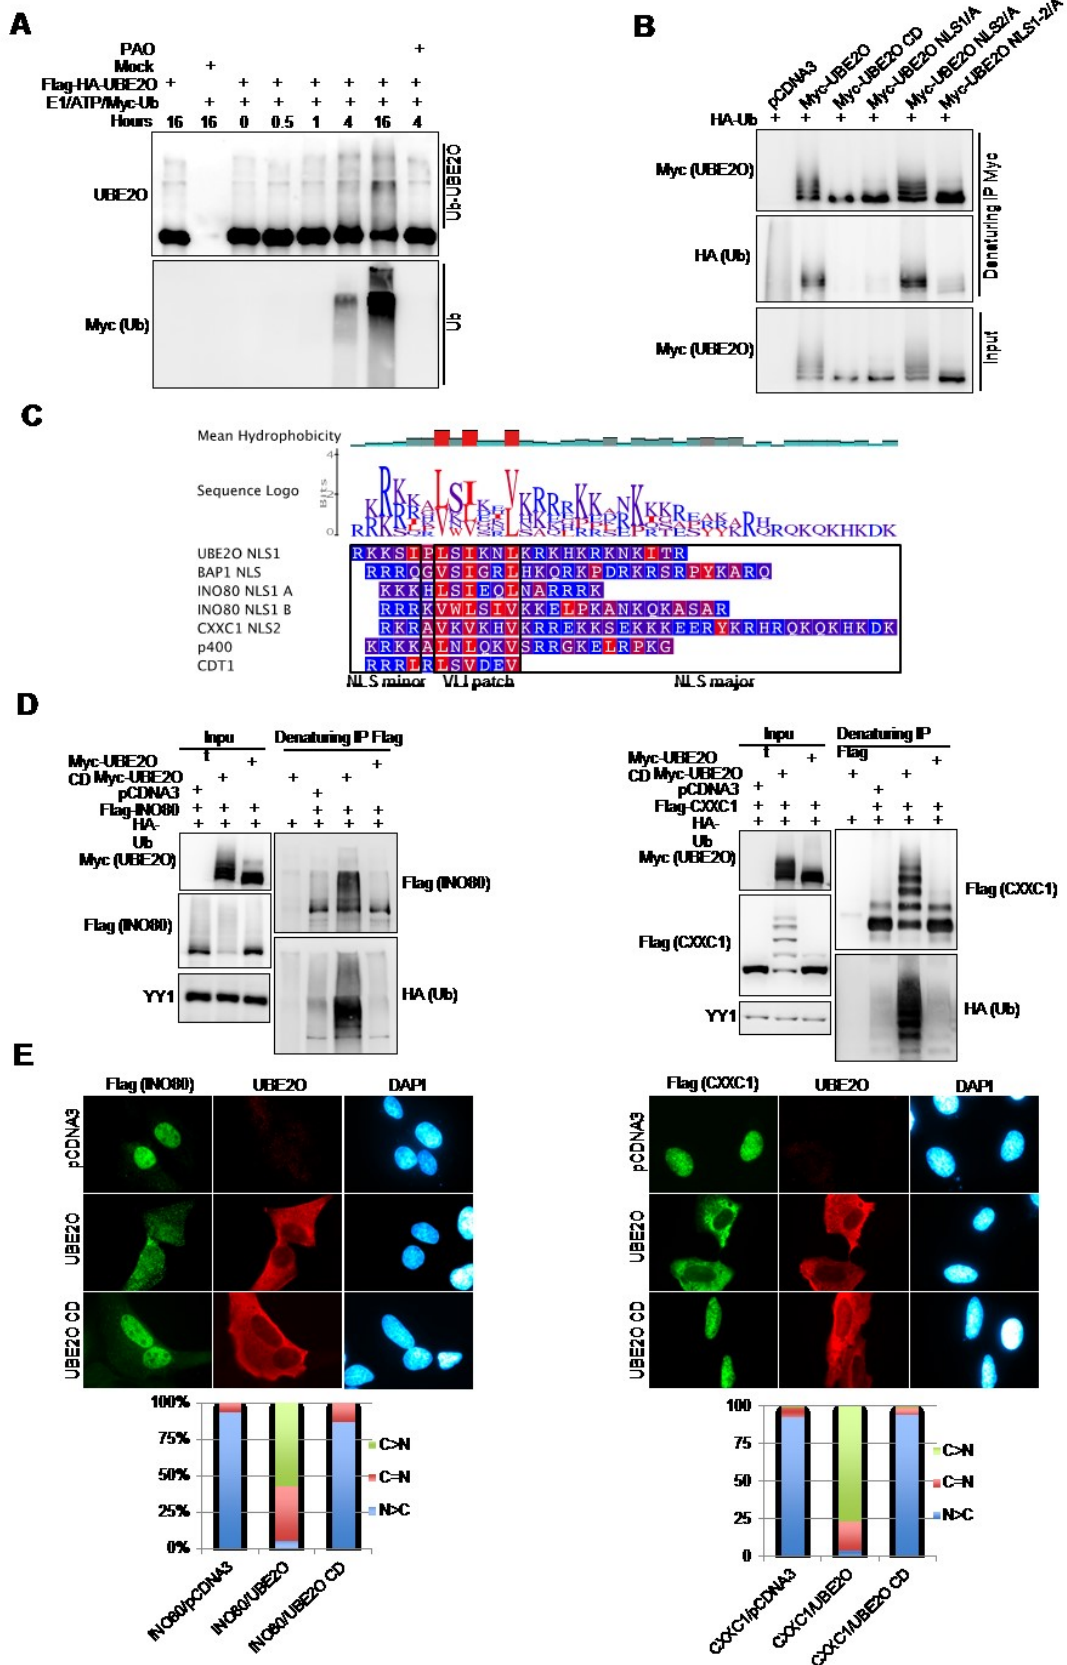 A
PAO +
Mock +
Flag-HA-UBE2O + + + + + + +
E1/ATP/Myc-Ub + + + + + + +
Hours 16 16 0 0.5 1 4 16 4
UBE2O
Ub-UBE2O
Myc (Ub)
Ub
B
pCDNA3
Myc-UBE2O
Myc-UBE2O CD
Myc-UBE2O NLS1/A
Myc-UBE2O NLS2/A
Myc-UBE2O NLS1-2/A
HA-Ub + + + + + +
Myc (UBE2O)
HA (Ub)
Denaturing IP Myc
Myc (UBE2O)
Input
C
Mean Hydrophobicity
Sequence Logo
Bits
4
2
0
UBE2O NLS1 RKKSIPLSIKNLKRKHKRKNKITR
BAP1 NLS RRRQGVSIGRLHKQRKPDRKRSRPYKARQ
INO80 NLS1 A KKKHLSIEQLNARRRK
INO80 NLS1 B RRRKVWLSIVKKELPKANKQKASAR
CXXC1 NLS2 RKRAVKVKHVKRREKKSEKKKEERYKRHRQKQKHKDK
p400 KRKKALNLQKVSRRGKELRPKG
CDT1 RRRLRLSVDEV
NLS minor VLI patch NLS major
D
Inpu
t
Denaturing IP Flag
Myc-UBE2O + +
CD Myc-UBE2O + +
pCDNA3 + +
Flag-INO80 + + + + + +
HA- + + + + + + +
Ub
Myc (UBE2O)
Flag (INO80)
Flag (INO80)
YY1
HA (Ub)
Inpu
t
Denaturing IP
Flag
Myc-UBE2O + +
CD Myc-UBE2O + + +
pCDNA3 + +
Flag-CXXC1 + + + + + +
HA- + + + + + + +
Ub
Myc (UBE2O)
Flag (CXXC1)
Flag (CXXC1)
YY1
HA (Ub)
E
Flag (INO80) UBE2O DAPI
pCDNA3
UBE2O
UBE2O CD
100%
75%
50%
25%
0%
C>N
C=N
N>C
INO80/pCDNA3
INO80/UBE2O
INO80/UBE2O CD
Flag (CXXC1) UBE2O DAPI
pCDNA3
UBE2O
UBE2O CD
100
75
50
25
0
C>N
C=N
N>C
CXXC1/pCDNA3
CXXC1/UBE2O
CXXC1/UBE2O CD